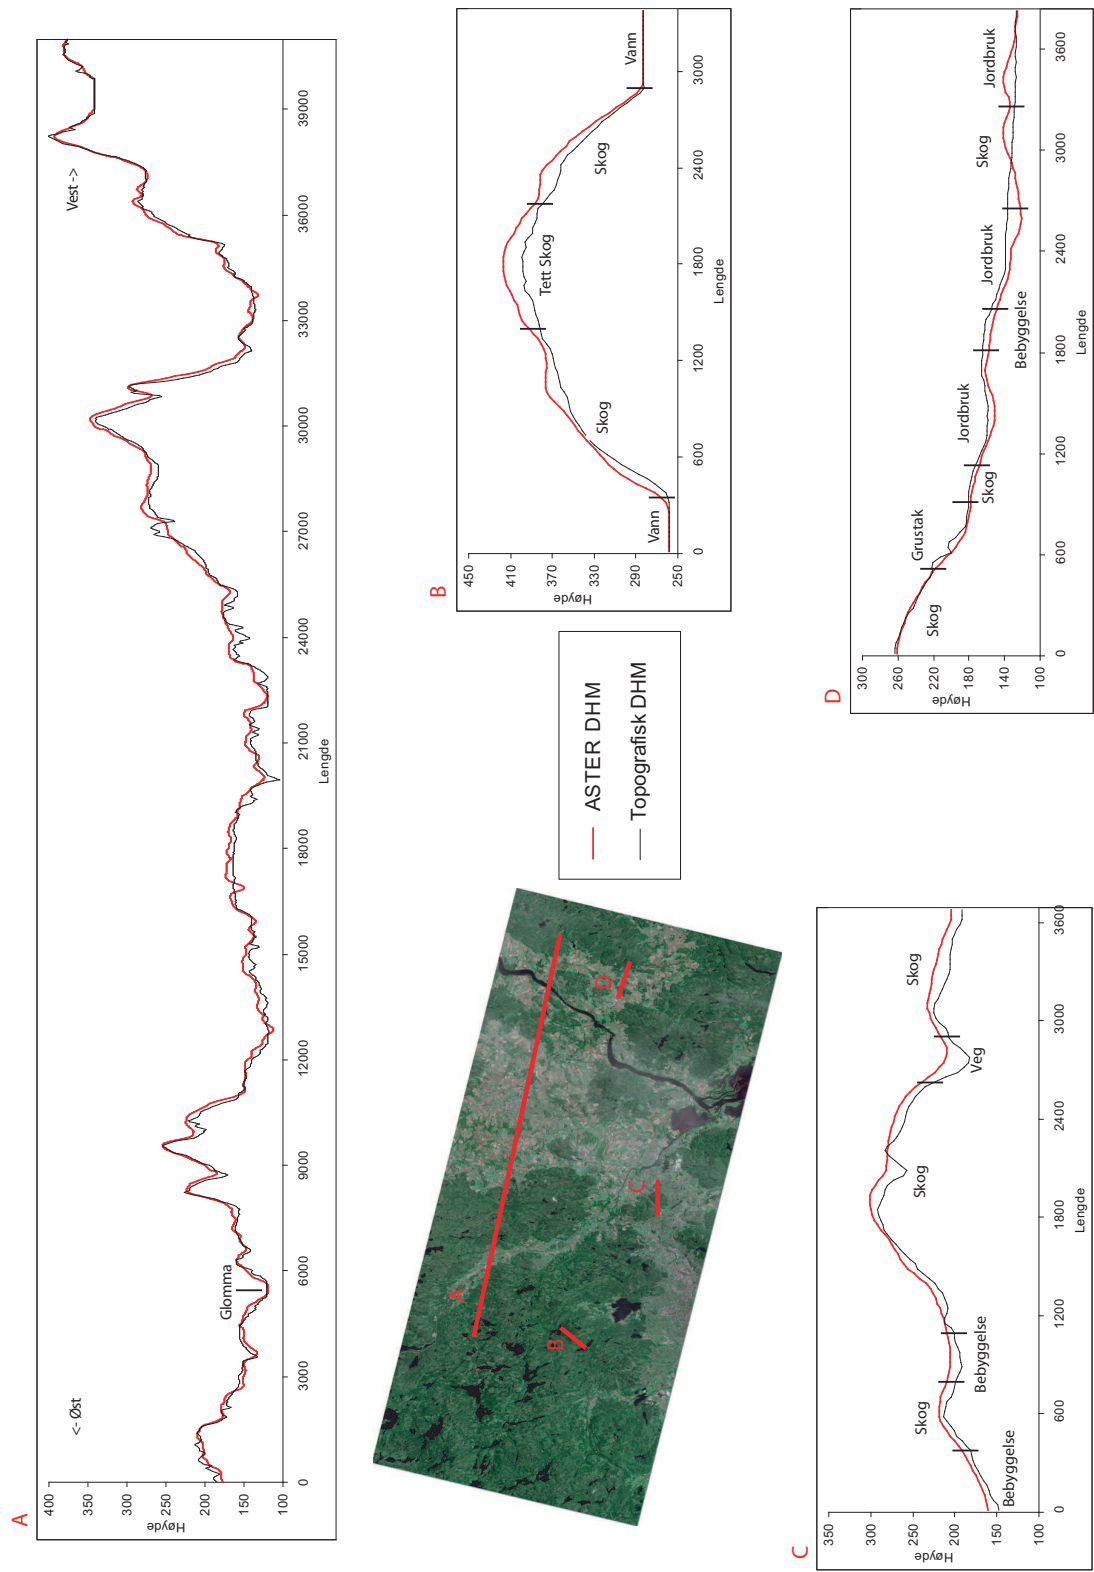 A
<- Øst
Vest ->
Glomma
Høyde
400
350
300
250
200
150
100
0
3000
6000
9000
12000
15000
18000
21000
24000
27000
30000
33000
36000
39000
Lengde
A
B
C
D
ASTER DHM
Topografisk DHM
B
Høyde
450
410
370
330
290
250
Vann
Skog
Tett Skog
Skog
Vann
0
600
1200
1800
2400
3000
Lengde
C
Høyde
350
300
250
200
150
100
Bebyggelse
Skog
Bebyggelse
Skog
Veg
Skog
0
600
1200
1800
2400
3000
3600
Lengde
D
Høyde
300
260
220
180
140
100
Skog
Grustak
Skog
Jordbruk
Bebyggelse
Jordbruk
Skog
Jordbruk
0
600
1200
1800
2400
3000
3600
Lengde